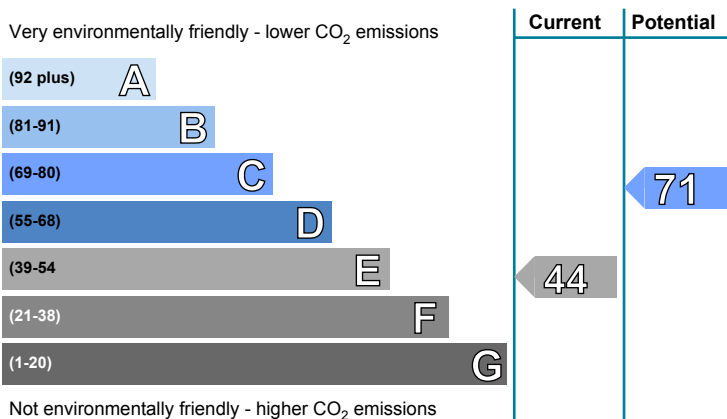 Very environmentally friendly - lower CO2 emissions
Current
Potential
(92 plus) A
(81-91) B
(69-80) C
71
(55-68) D
(39-54 E
44
(21-38) F
(1-20) G
Not environmentally friendly - higher CO2 emissions